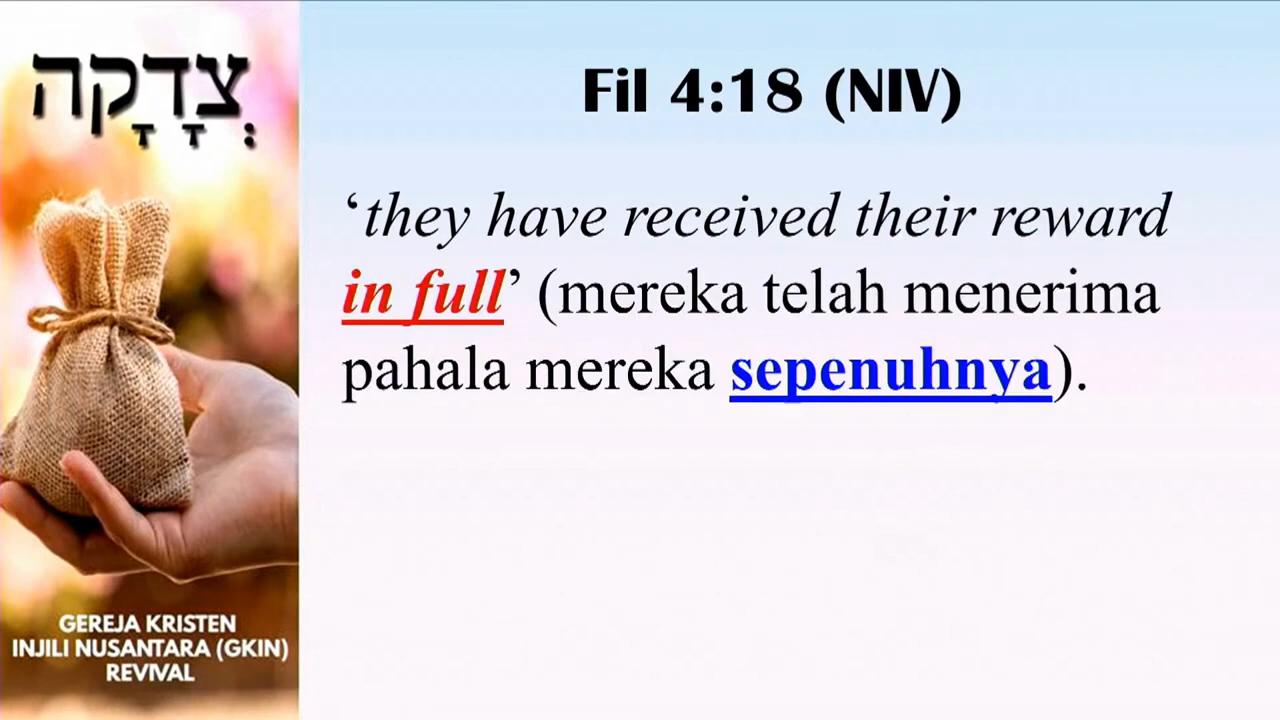 צְדָקָה
GEREJA KRISTEN
INJILI NUSANTARA (GKIN)
REVIVAL
Fil 4:18 (NIV)
‘they have received their reward
in full’ (mereka telah menerima
pahala mereka sepenuhnya).